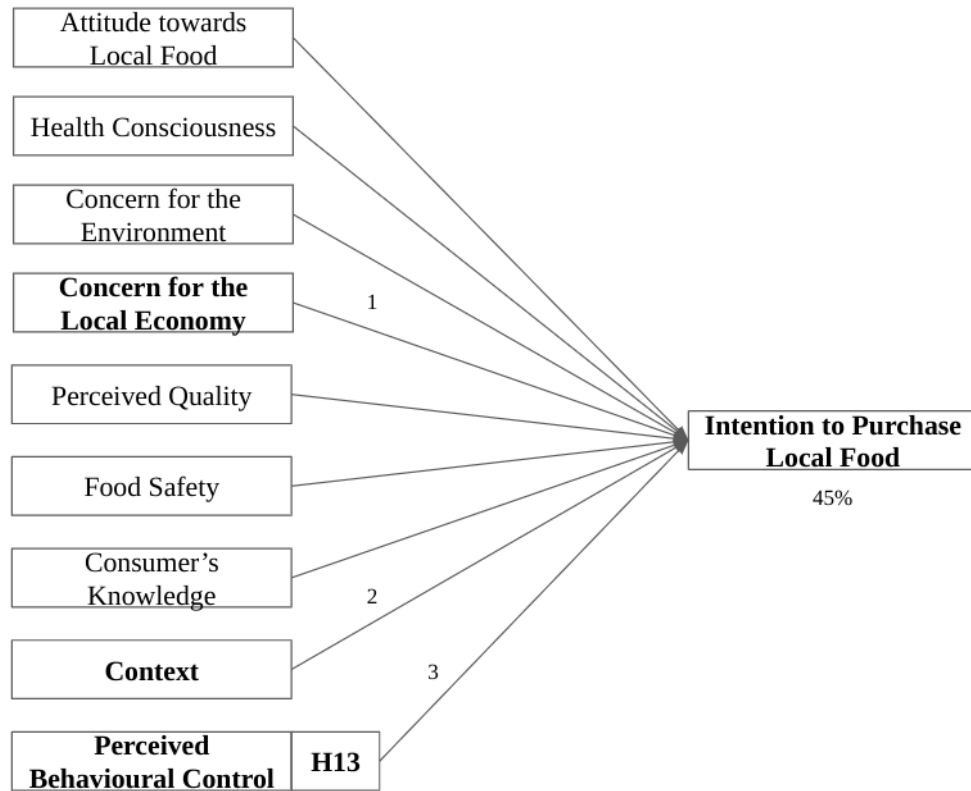 Attitude towards
Local Food
Health Consciousness
Concern for the
Environment
Concern for the
Local Economy
1
Perceived Quality
Intention to Purchase
Local Food
45%
Food Safety
Consumer’s
Knowledge
2
Context
3
Perceived
Behavioural Control
H13